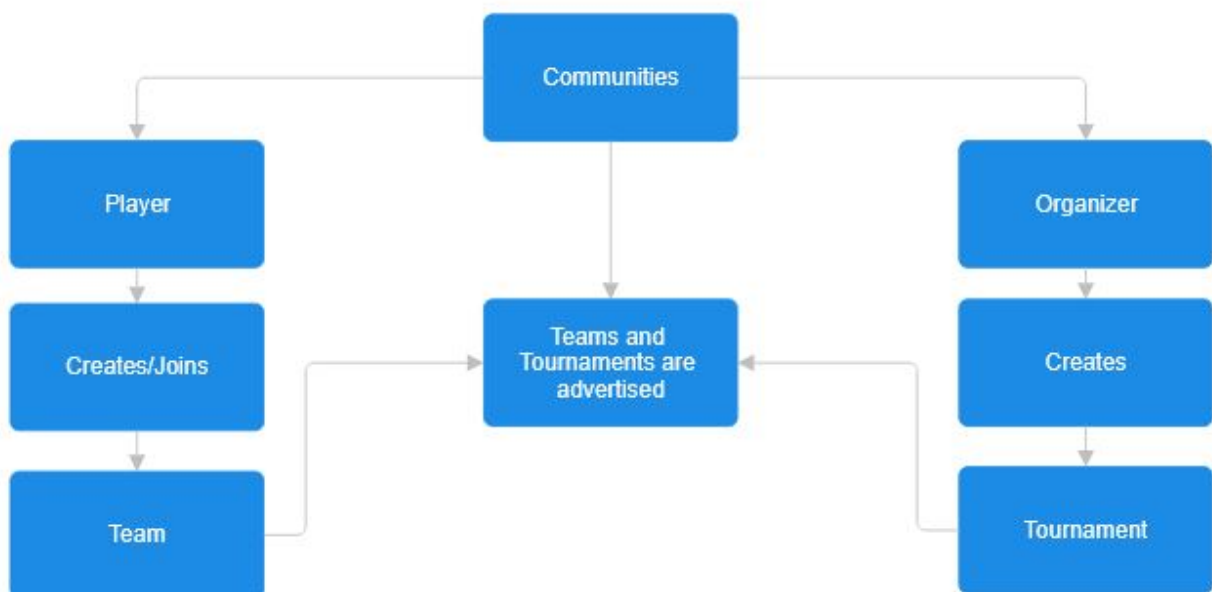 Communities
Player
Organizer
Creates/Joins
Teams and
Tournaments are
advertised
Creates
Team
Tournament